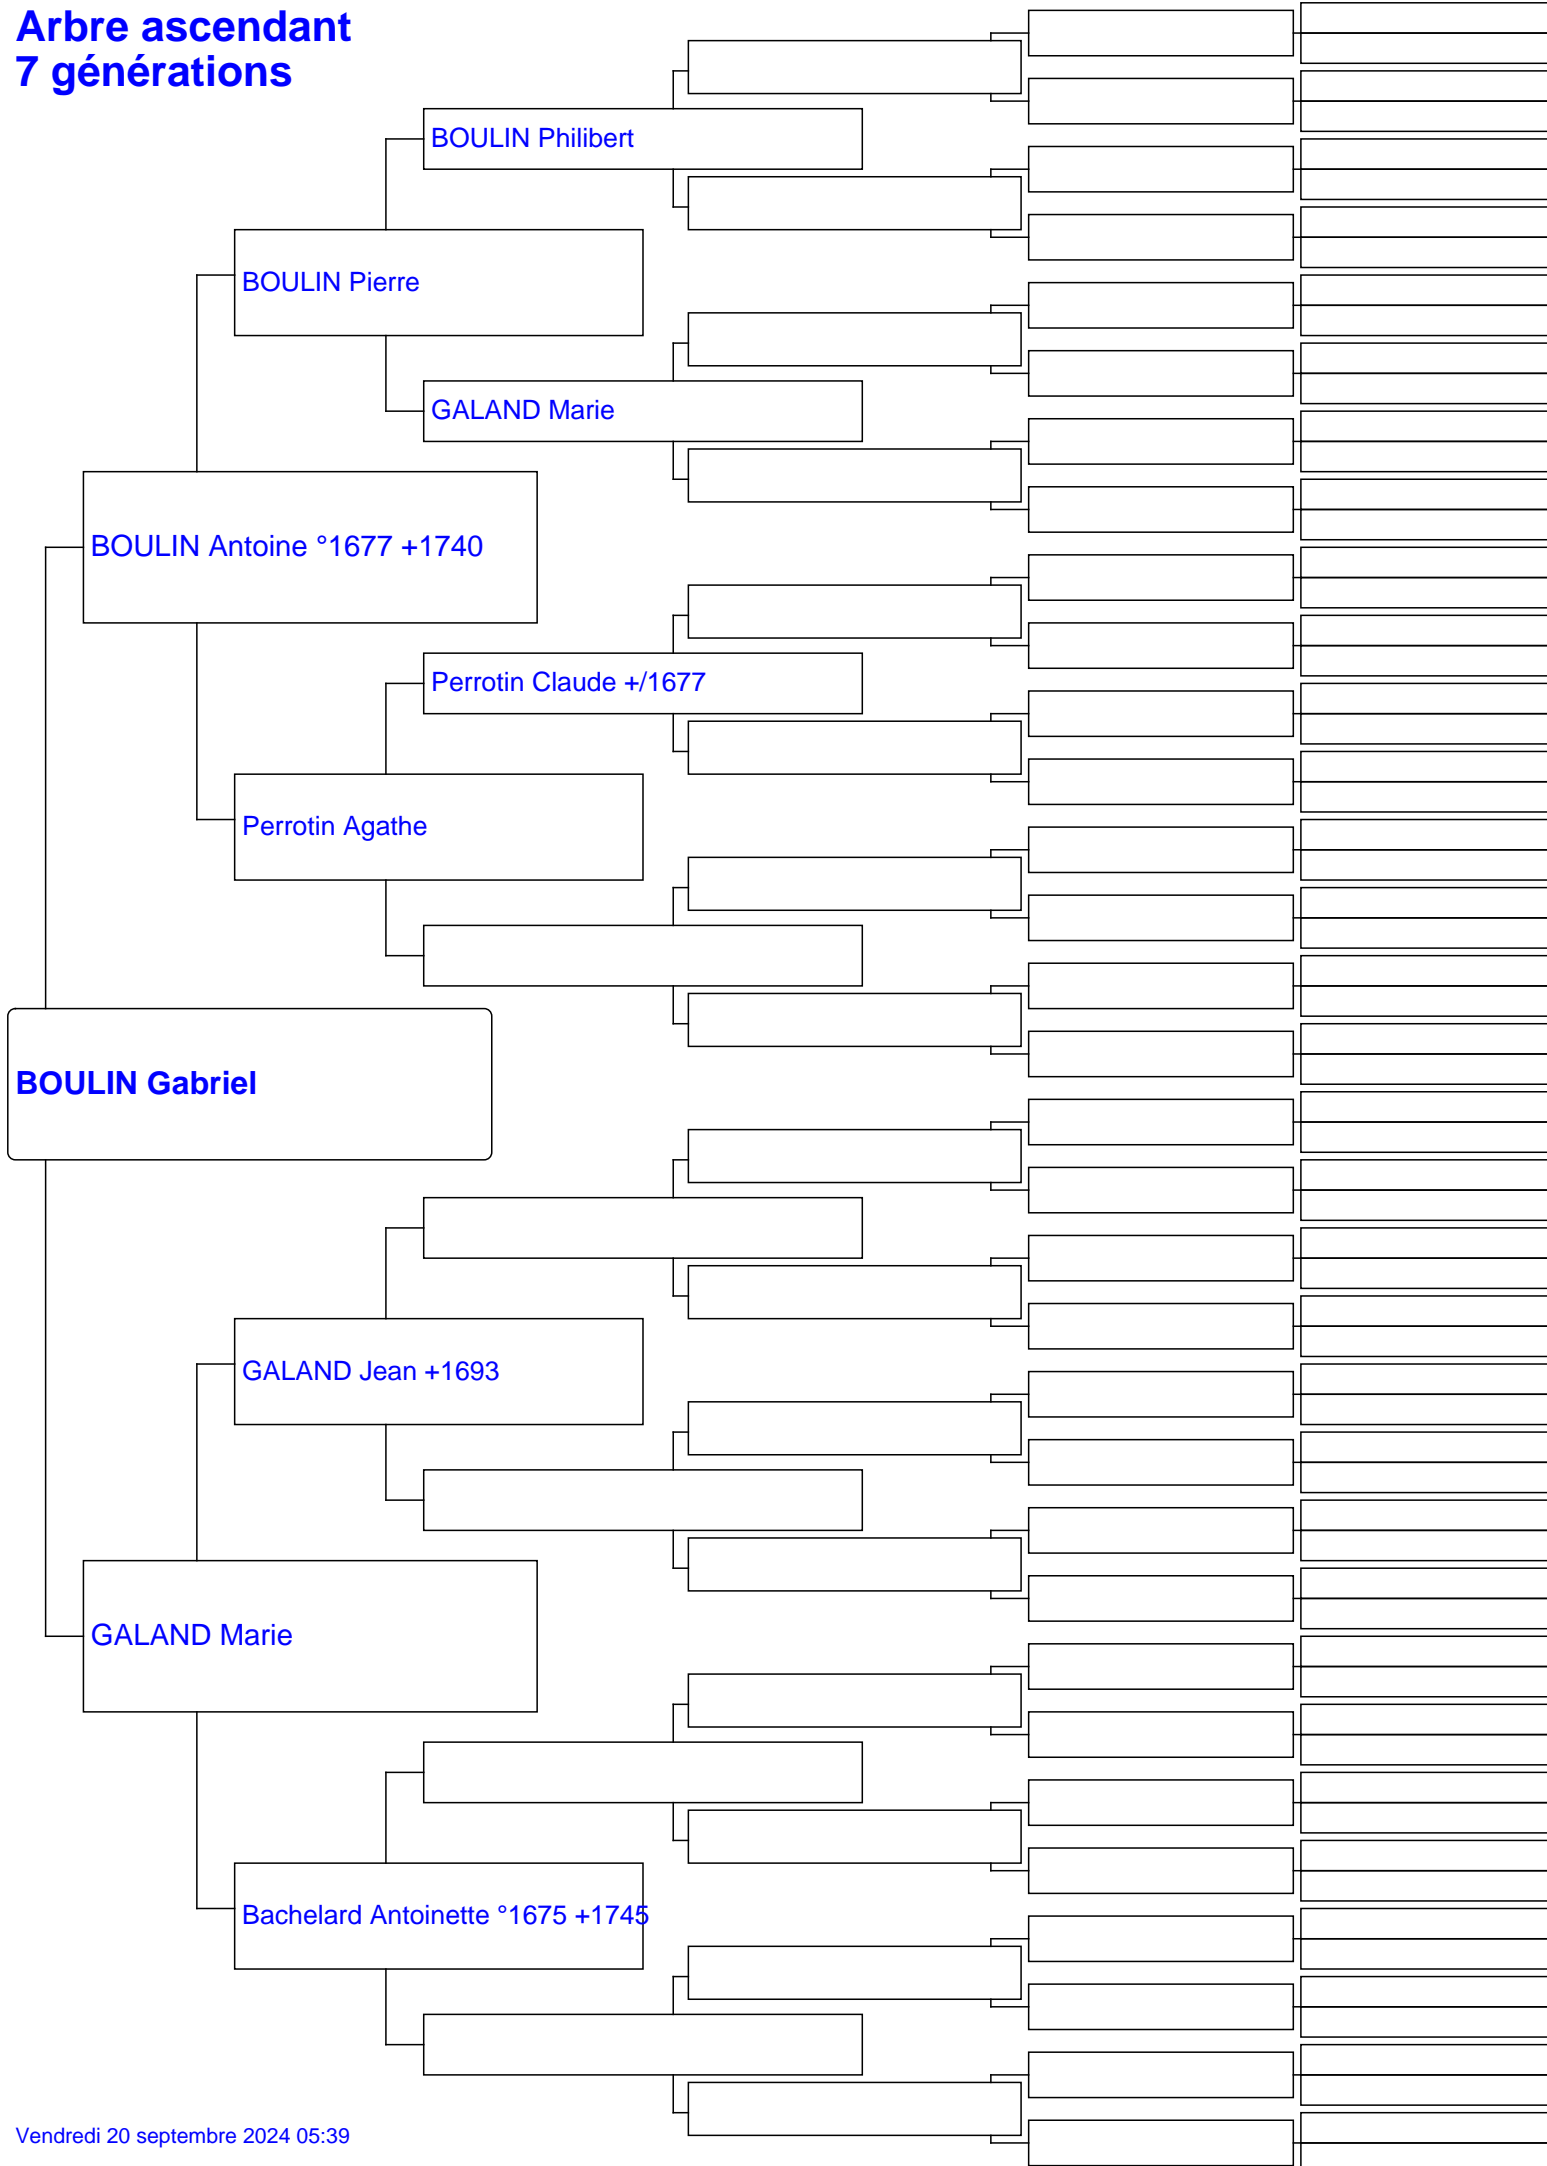 Arbre ascendant
7 générations
BOULIN Philibert
BOULIN Pierre
GALAND Marie
BOULIN Antoine °1677 +1740
Perrotin Claude +/1677
Perrotin Agathe
BOULIN Gabriel
GALAND Jean +1693
GALAND Marie
Bachelard Antoinette °1675 +1745
Vendredi 20 septembre 2024 05:39